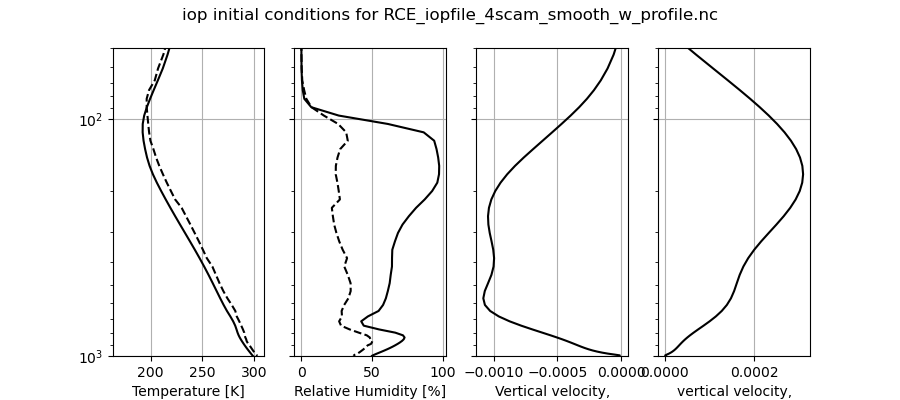 iop initial conditions for RCE_iopfile_4scam_smooth_w_profile.nc
10²
10³
200 250 300
0 50 100
−0.0010 −0.0005 0.0000
0.0000 0.0002
Temperature [K]
Relative Humidity [%]
Vertical velocity,
vertical velocity,